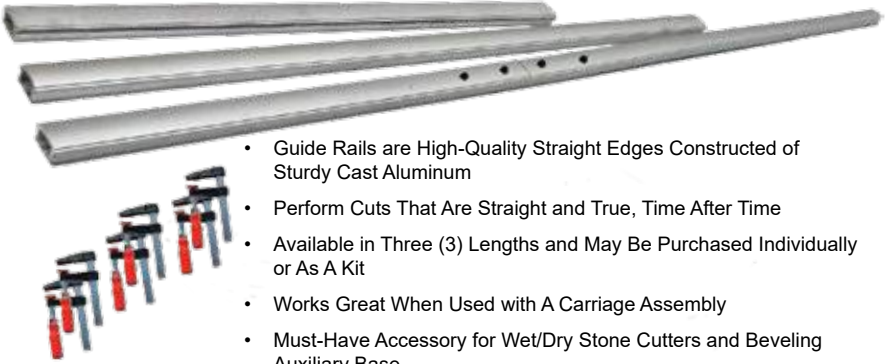 • Guide Rails are High-Quality Straight Edges Constructed of
Sturdy Cast Aluminum
• Perform Cuts That Are Straight and True, Time After Time
• Available in Three (3) Lengths and May Be Purchased Individually
or As A Kit
• Works Great When Used with A Carriage Assembly
• Must-Have Accessory for Wet/Dry Stone Cutters and Beveling
Auxiliary Base